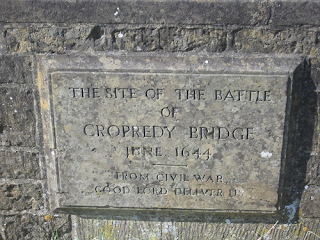 THE SITE OF THE BATTLE
OF
CROPREDY BRIDGE
JUNE 1644
FROM CIVIL WAR
GOOD LORD DELIVER US